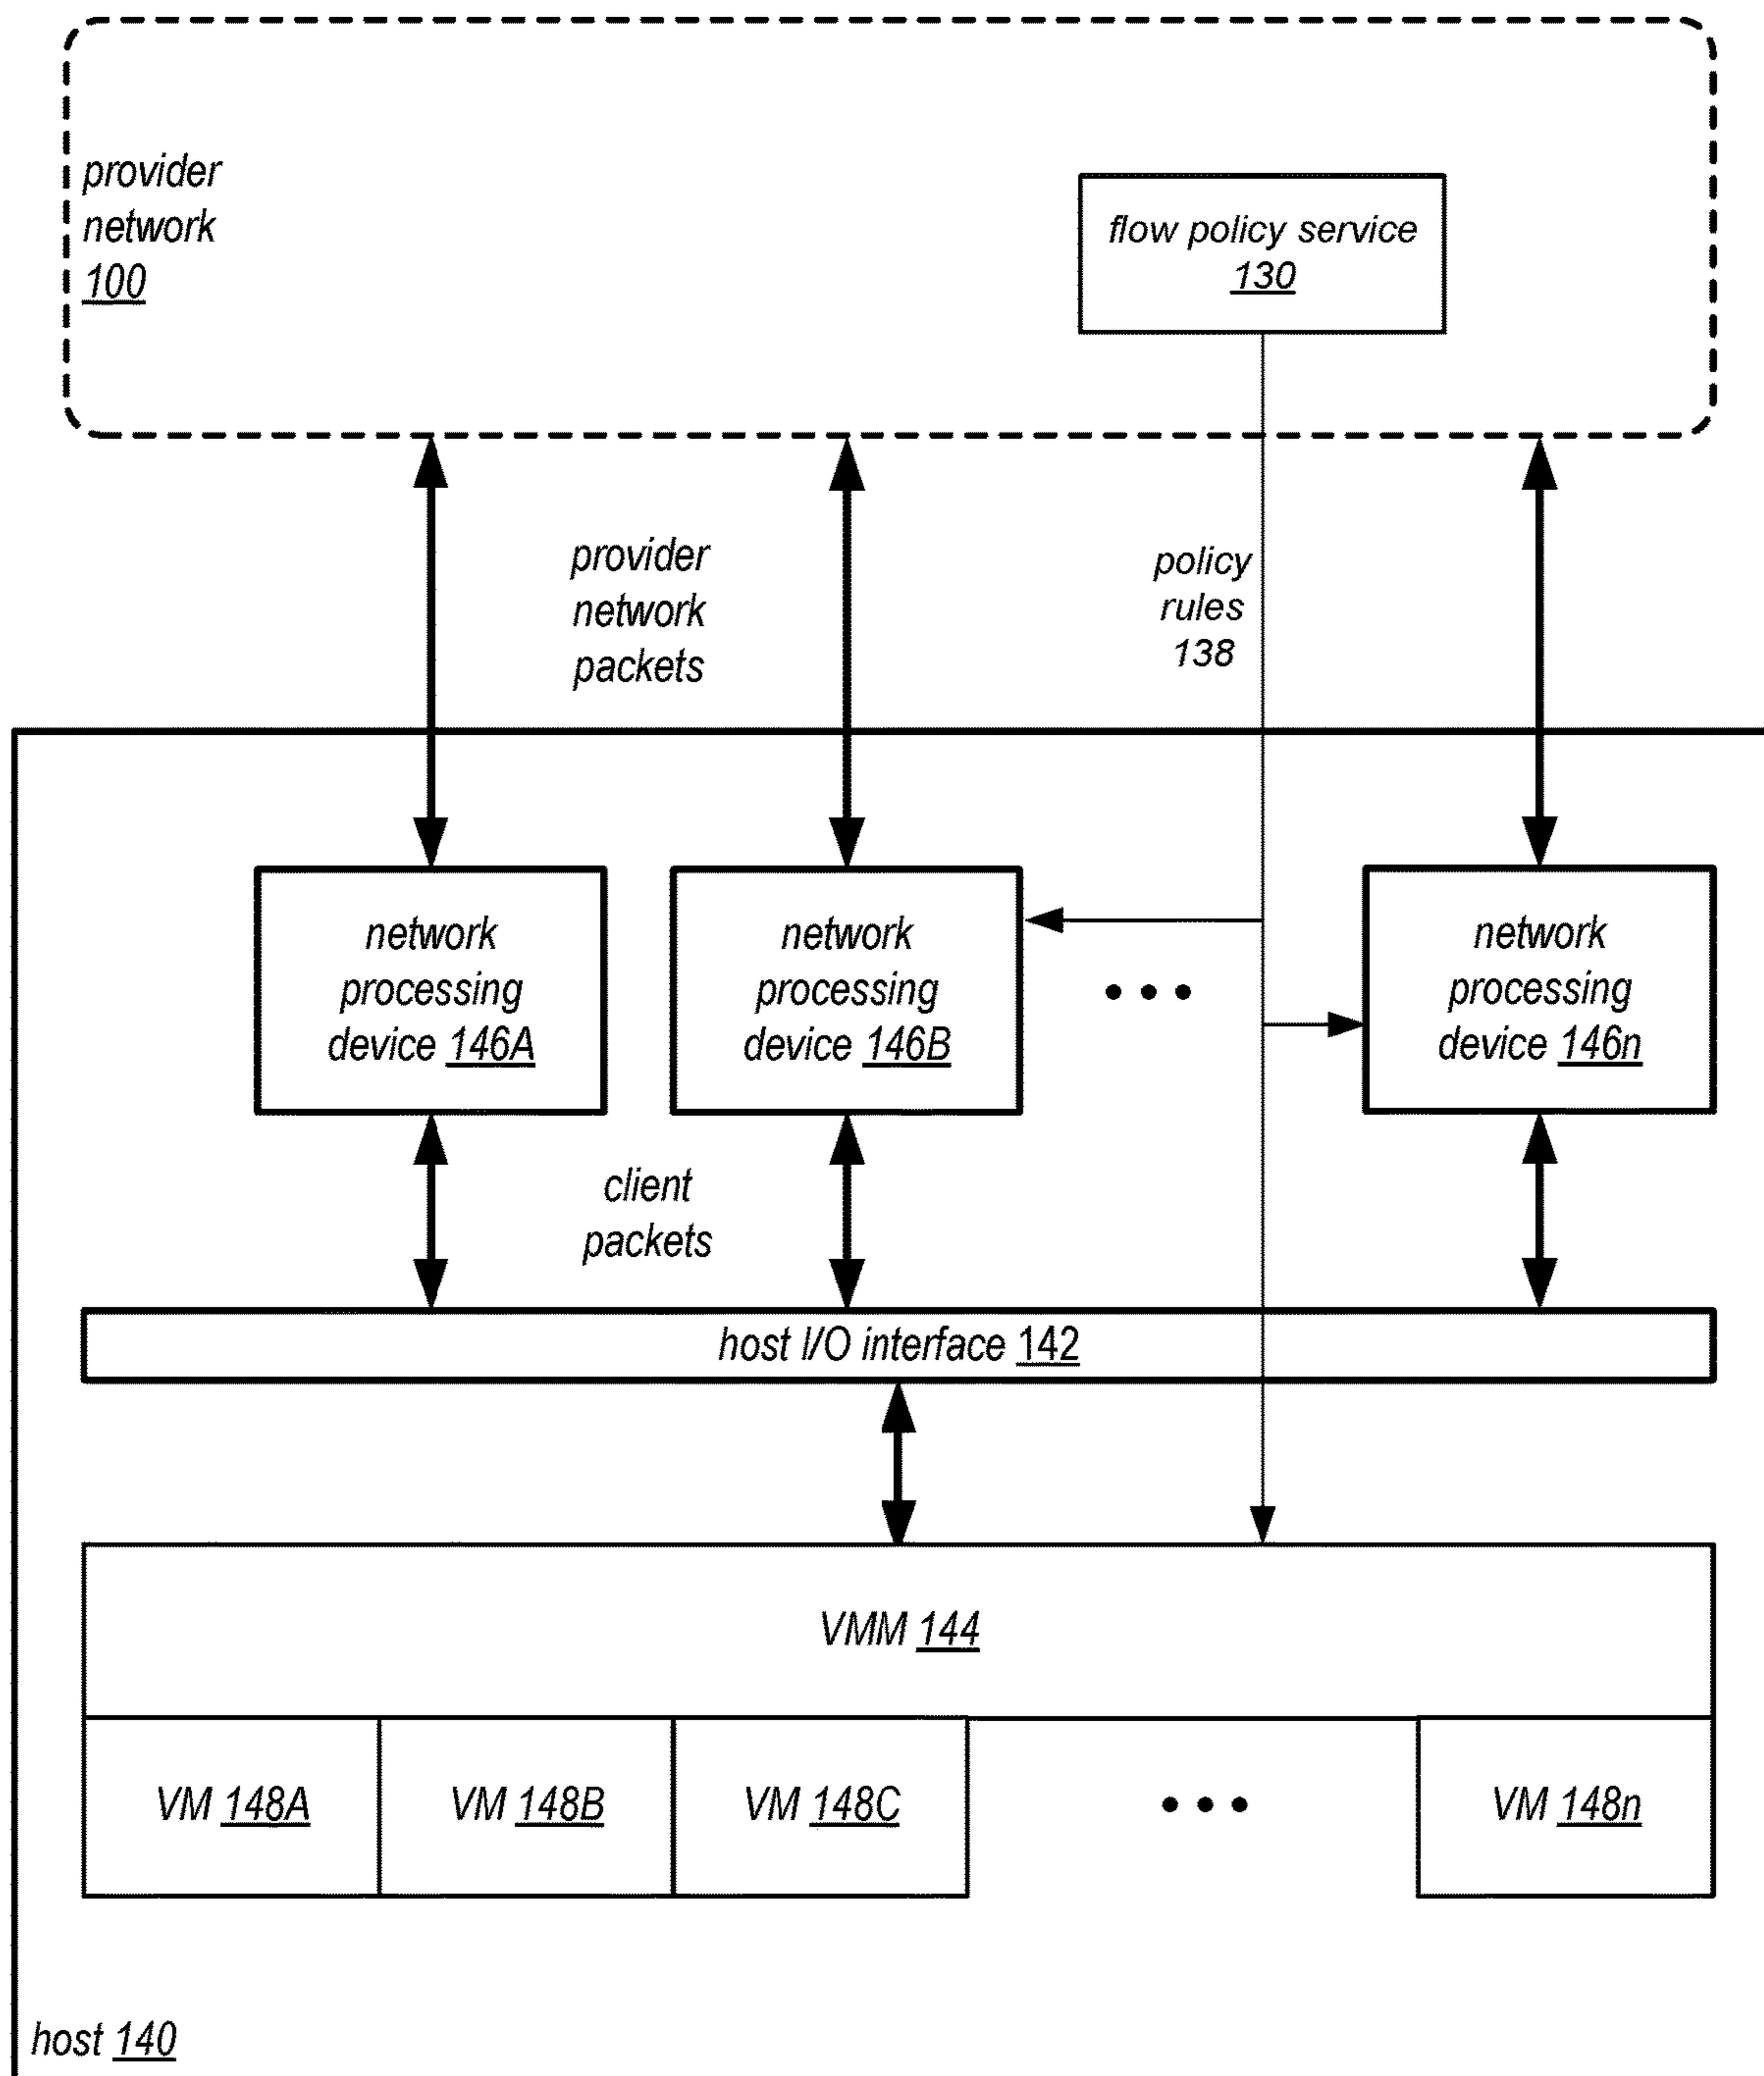 provider
network
100
flow policy service
130
provider
network
packets
policy
rules
138
network
processing
device 146A
network
processing
device 146B
network
processing
device 146n
client
packets
host I/O interface 142
VMM 144
VM 148A
VM 148B
VM 148C
VM 148n
host 140